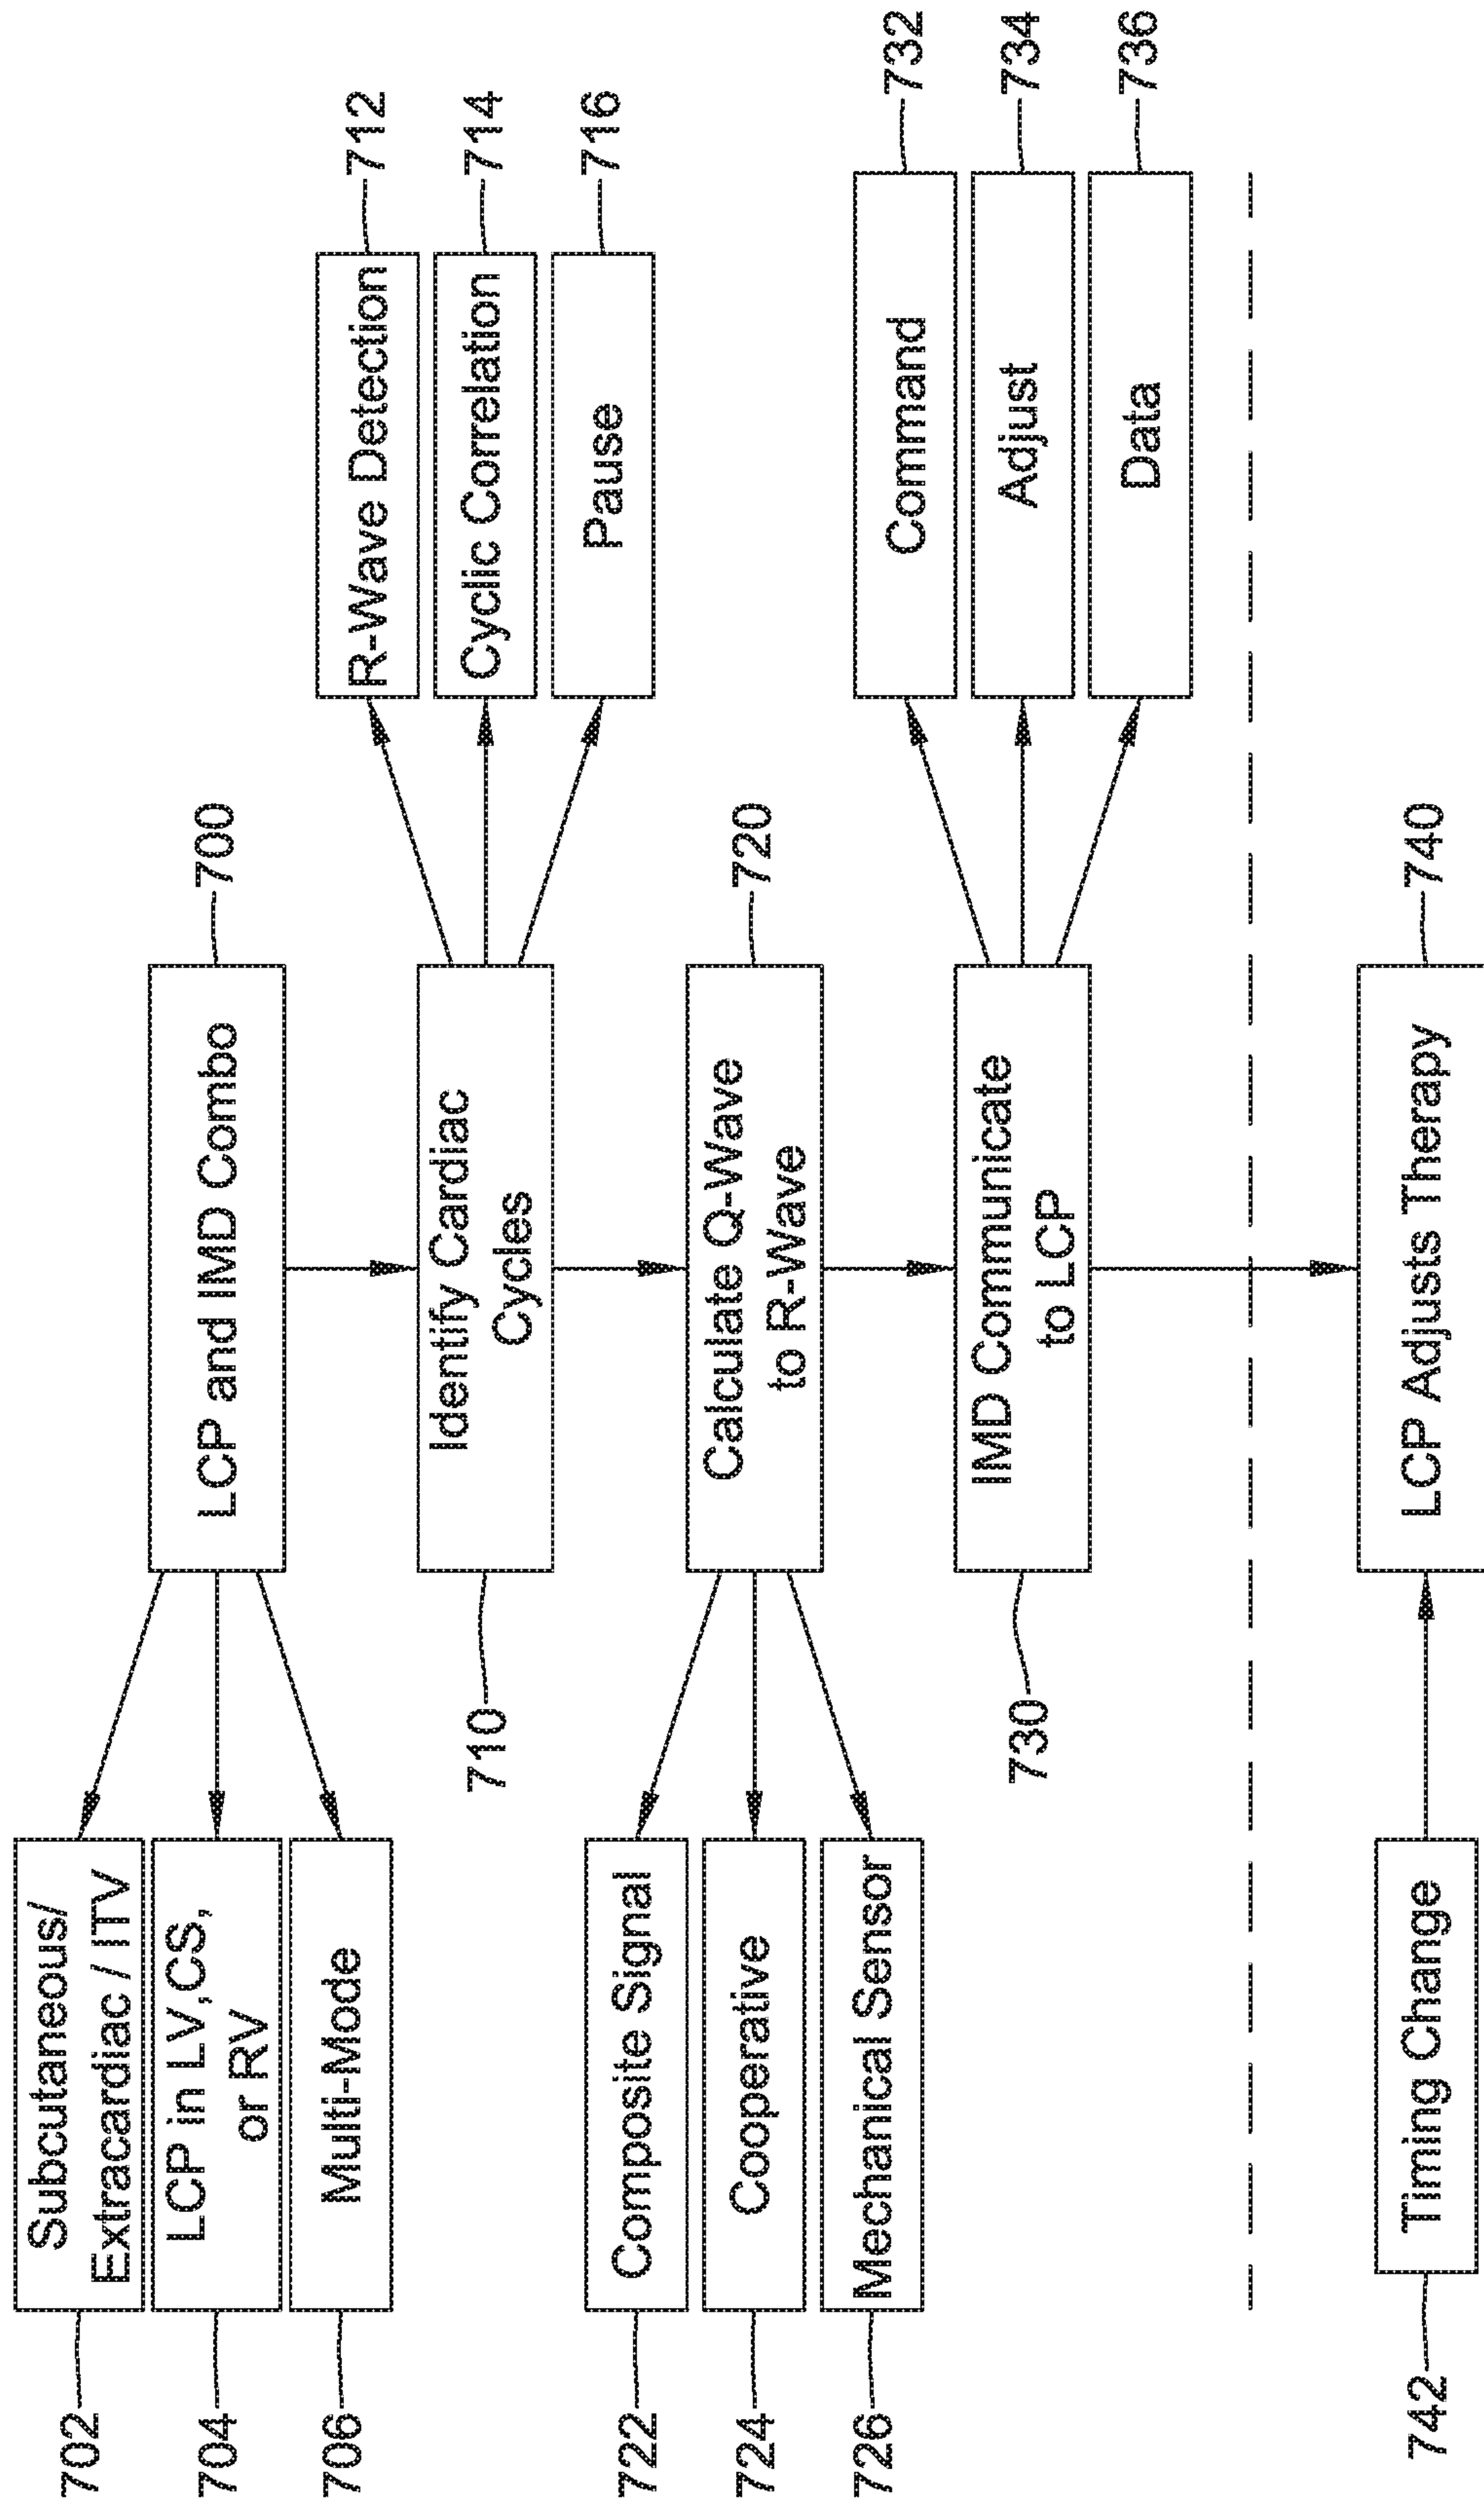 LCP and IMD Combo
700
Subcutaneous/
Extracardiac / ITV
702
LCP in LV,CS,
or RV
704
Multi-Mode
706
Identify Cardiac
Cycles
710
R-Wave Detection
712
Cyclic Correlation
714
Pause
716
Calculate Q-Wave
to R-Wave
720
Composite Signal
722
Cooperative
724
Mechanical Sensor
726
IMD Communicate
to LCP
730
Command
732
Adjust
734
Data
736
LCP Adjusts Therapy
740
Timing Change
742